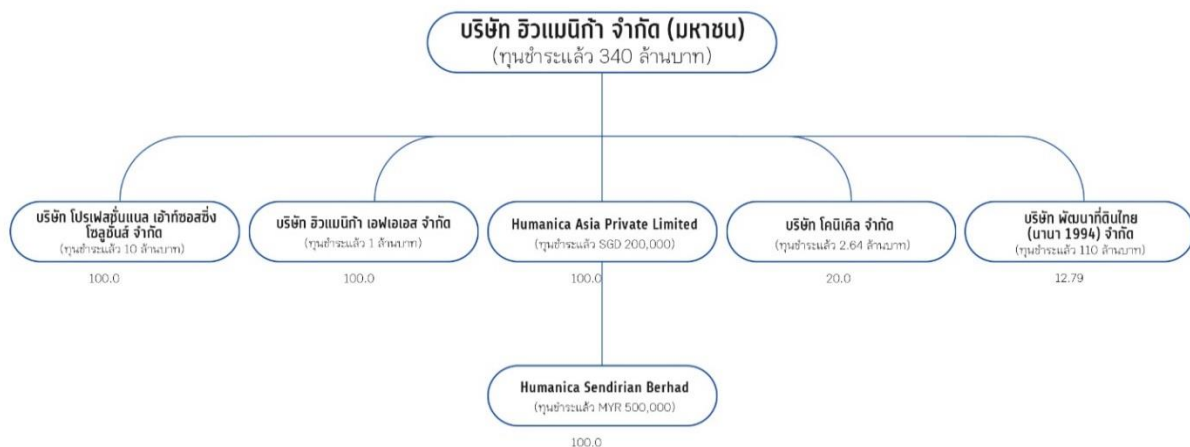 บริษัท ฮิวแมนิก้า จำกัด (มหาชน)
(ทุนชำระแล้ว 340 ล้านบาท)
บริษัท โปรเฟสชั่นแนล เอ้าท์ซอสซิ่ง
โซลูชั่นส์ จำกัด
(ทุนชำระแล้ว 10 ล้านบาท)
100.0
บริษัท ฮิวแมนิก้า เอฟเอเอส จำกัด
(ทุนชำระแล้ว 1 ล้านบาท)
100.0
Humanica Asia Private Limited
(ทุนชำระแล้ว SGD 200,000)
100.0
บริษัท โคนิเคิล จำกัด
(ทุนชำระแล้ว 2.64 ล้านบาท)
20.0
บริษัท พัฒนาที่ดินไทย
(นานา 1994) จำกัด
(ทุนชำระแล้ว 110 ล้านบาท)
12.79
Humanica Sendirian Berhad
(ทุนชำระแล้ว MYR 500,000)
100.0